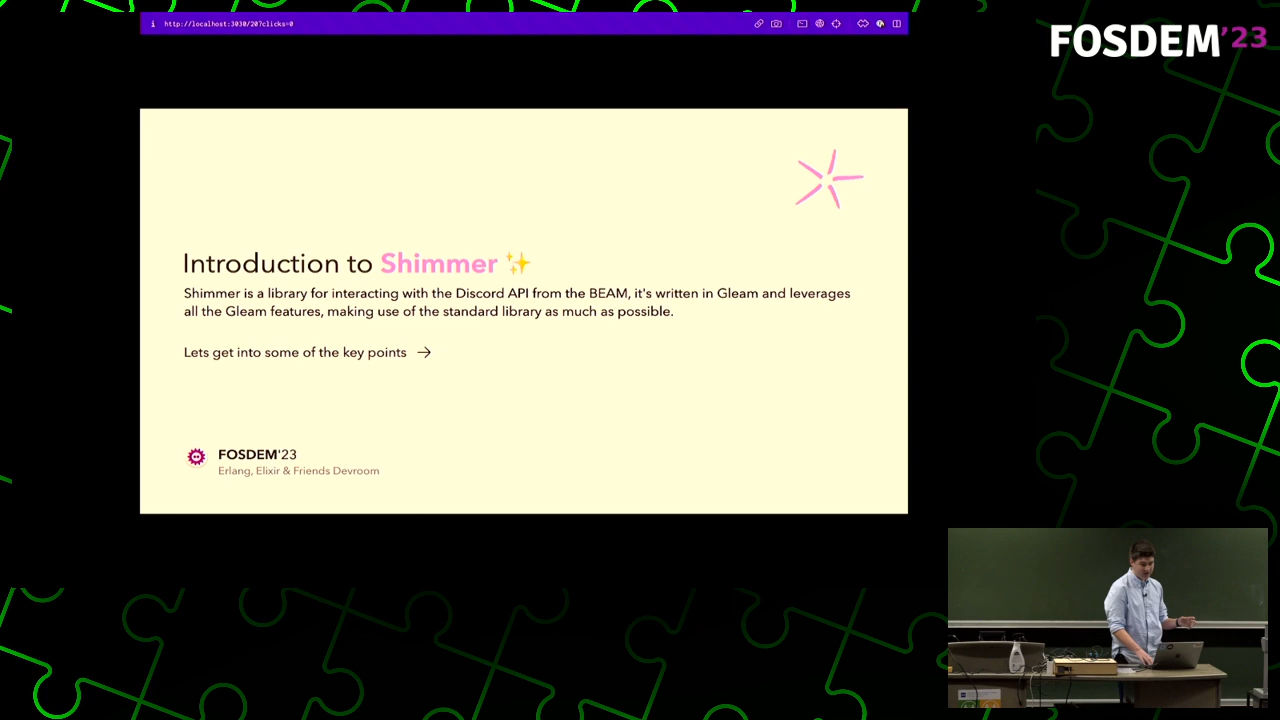 http://localhost:3030/20?clicks=0
FOSDEM'23
Introduction to Shimmer ✨
Shimmer is a library for interacting with the Discord API from the BEAM, it's written in Gleam and leverages
all the Gleam features, making use of the standard library as much as possible.
Lets get into some of the key points →
FOSDEM'23
Erlang, Elixir & Friends Devroom